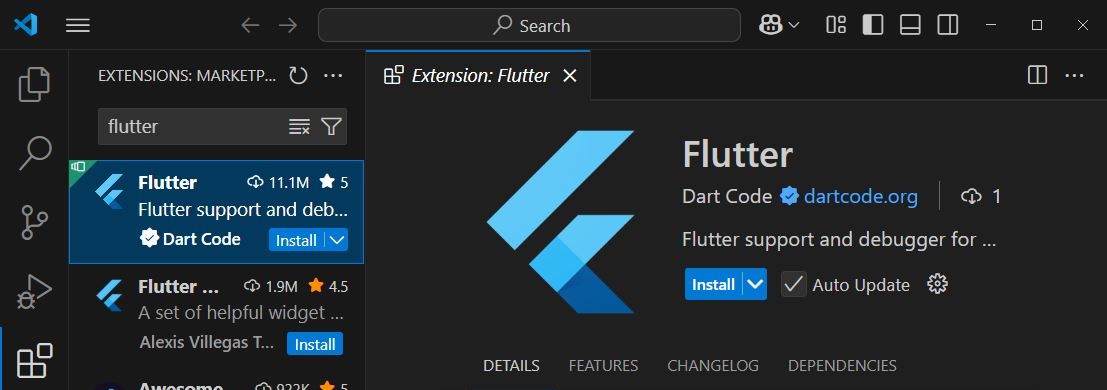 Search
EXTENSIONS: MARKETP...
Extension: Flutter
flutter
Flutter 11.1M 5
Flutter support and deb...
Dart Code Install
Flutter ... 1.9M 4.5
A set of helpful widget ...
Alexis Villegas T... Install
Awesome 922K 5
Flutter
Dart Code dartcode.org 1
Flutter support and debugger for ...
Install Auto Update
DETAILS FEATURES CHANGELOG DEPENDENCIES